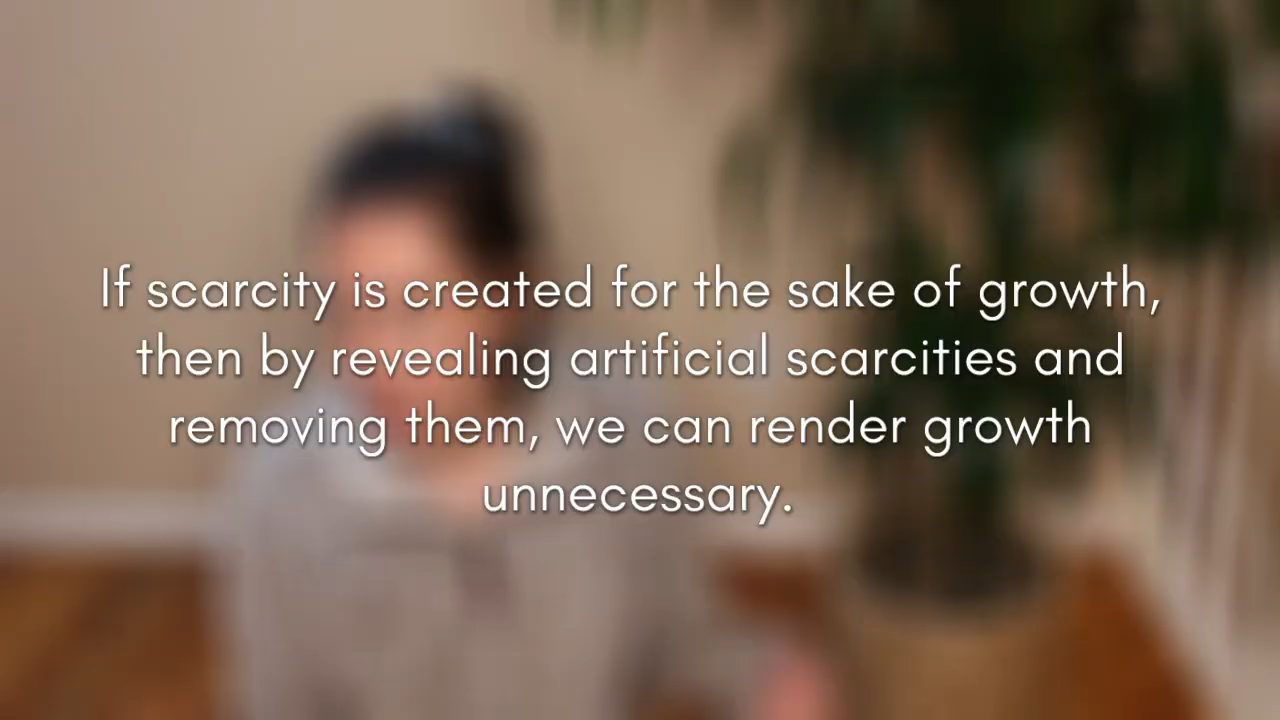 If scarcity is created for the sake of growth,
then by revealing artificial scarcities and
removing them, we can render growth
unnecessary.